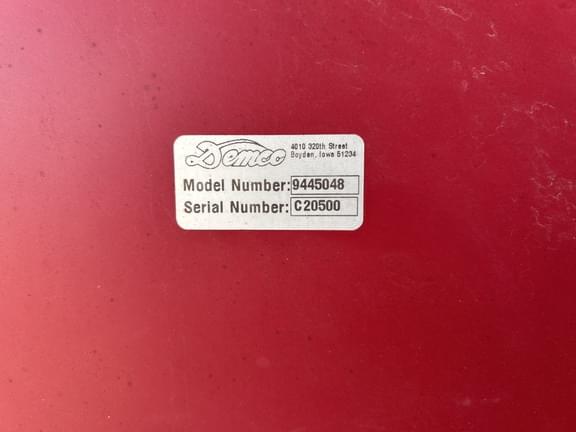 Demco
4010 320th Street
Boyden, Iowa 51234
Model Number: 9445048
Serial Number: C20500